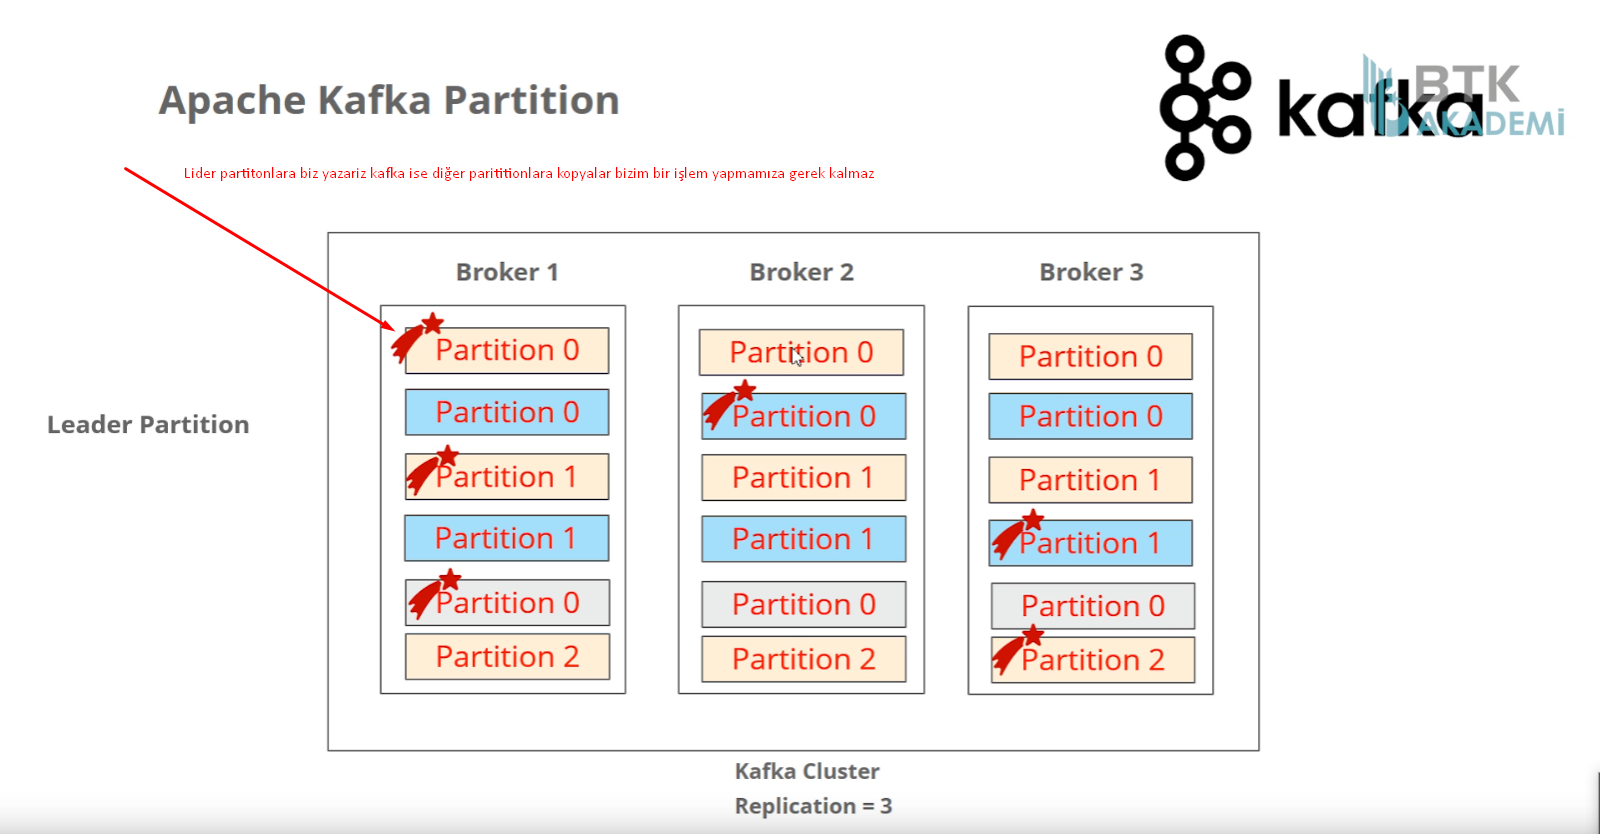 Apache Kafka Partition
kafka
BTK
AKADEMİ
Lider partitonlara biz yazariz kafka ise diğer parititionlara kopyalar bizim bir işlem yapmamıza gerek kalmaz
Leader Partition
Broker 1
Partition 0
Partition 0
Partition 1
Partition 1
Partition 0
Partition 2
Broker 2
Partition 0
Partition 0
Partition 1
Partition 1
Partition 0
Partition 2
Broker 3
Partition 0
Partition 0
Partition 1
Partition 1
Partition 0
Partition 2
Kafka Cluster
Replication = 3